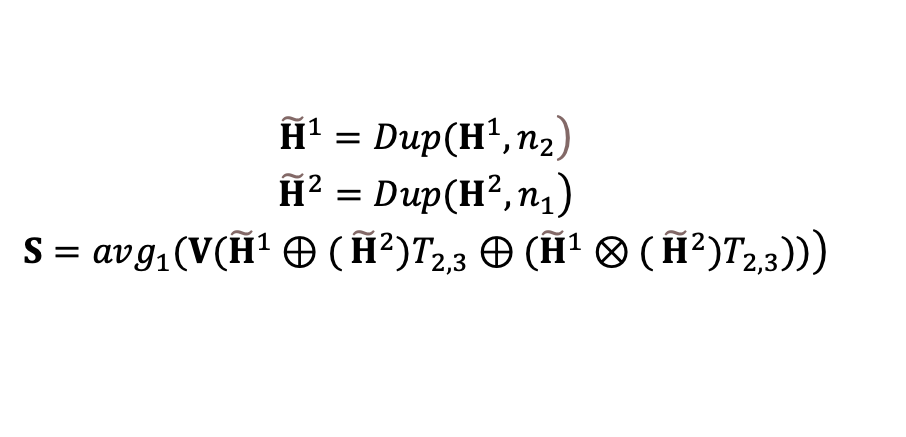 H̃¹ = Dup(H¹, n₂)
H̃² = Dup(H², n₁)
S = avg₁(V(H̃¹ ⊕ ( H̃²)T₂,₃ ⊕ (H̃¹ ⊗ ( H̃²)T₂,₃)))